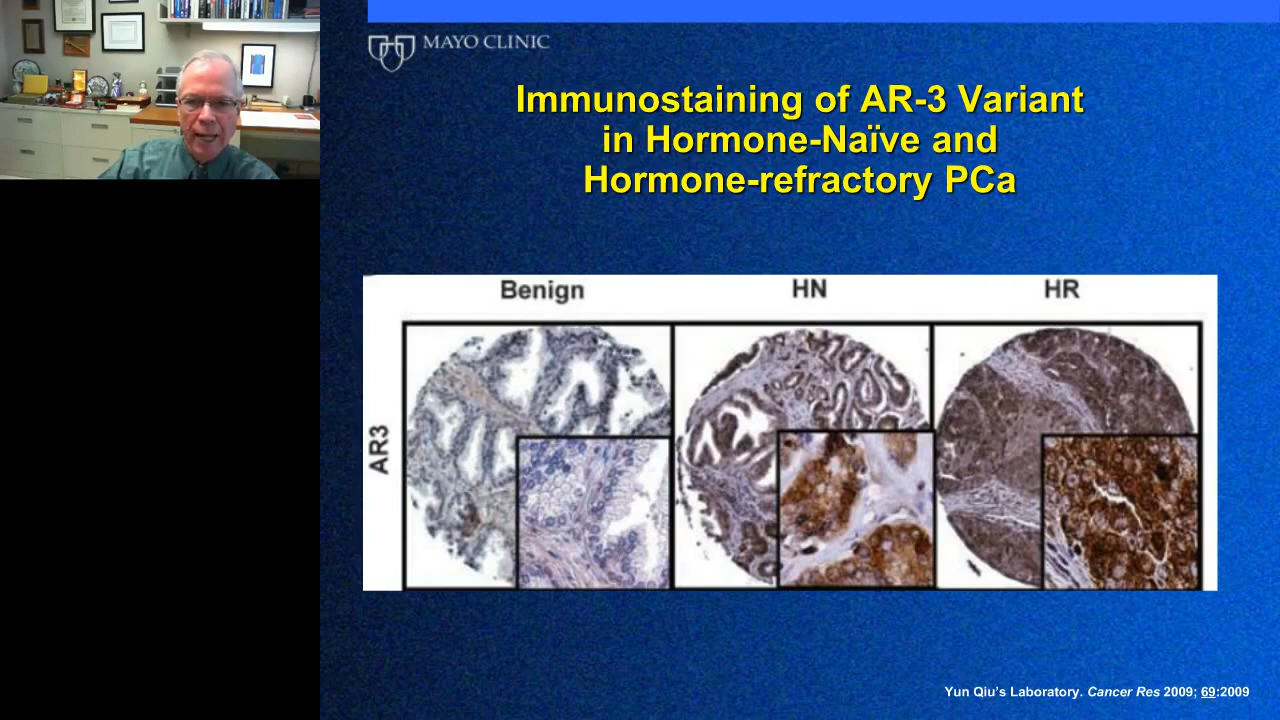 MAYO CLINIC
Immunostaining of AR-3 Variant
in Hormone-Naïve and
Hormone-refractory PCa
Benign
HN
HR
AR3
Yun Qiu's Laboratory. Cancer Res 2009; 69:2009